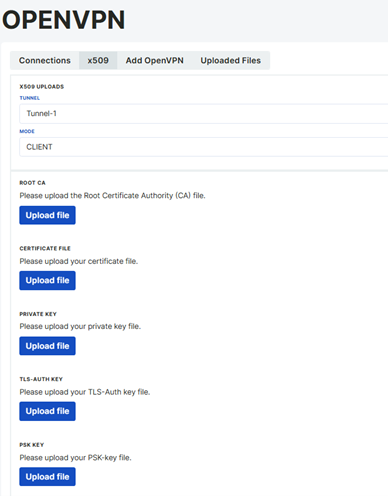 OPENVPN
Connections x509 Add OpenVPN Uploaded Files
X509 UPLOADS
TUNNEL
Tunnel-1
MODE
CLIENT
ROOT CA
Please upload the Root Certificate Authority (CA) file.
Upload file
CERTIFICATE FILE
Please upload your certificate file.
Upload file
PRIVATE KEY
Please upload your private key file.
Upload file
TLS-AUTH KEY
Please upload your TLS-Auth key file.
Upload file
PSK KEY
Please upload your PSK-key file.
Upload file